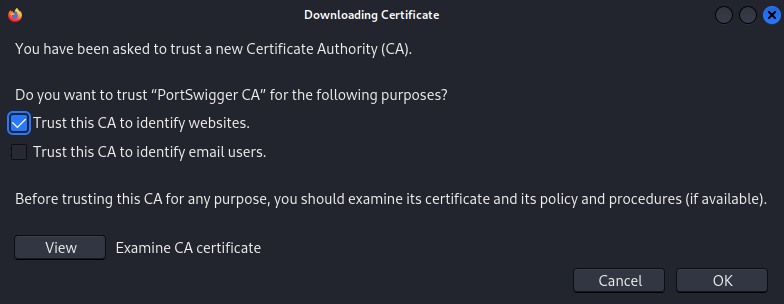 Downloading Certificate
You have been asked to trust a new Certificate Authority (CA).
Do you want to trust “PortSwigger CA” for the following purposes?
Trust this CA to identify websites.
Trust this CA to identify email users.
Before trusting this CA for any purpose, you should examine its certificate and its policy and procedures (if available).
View Examine CA certificate
Cancel OK